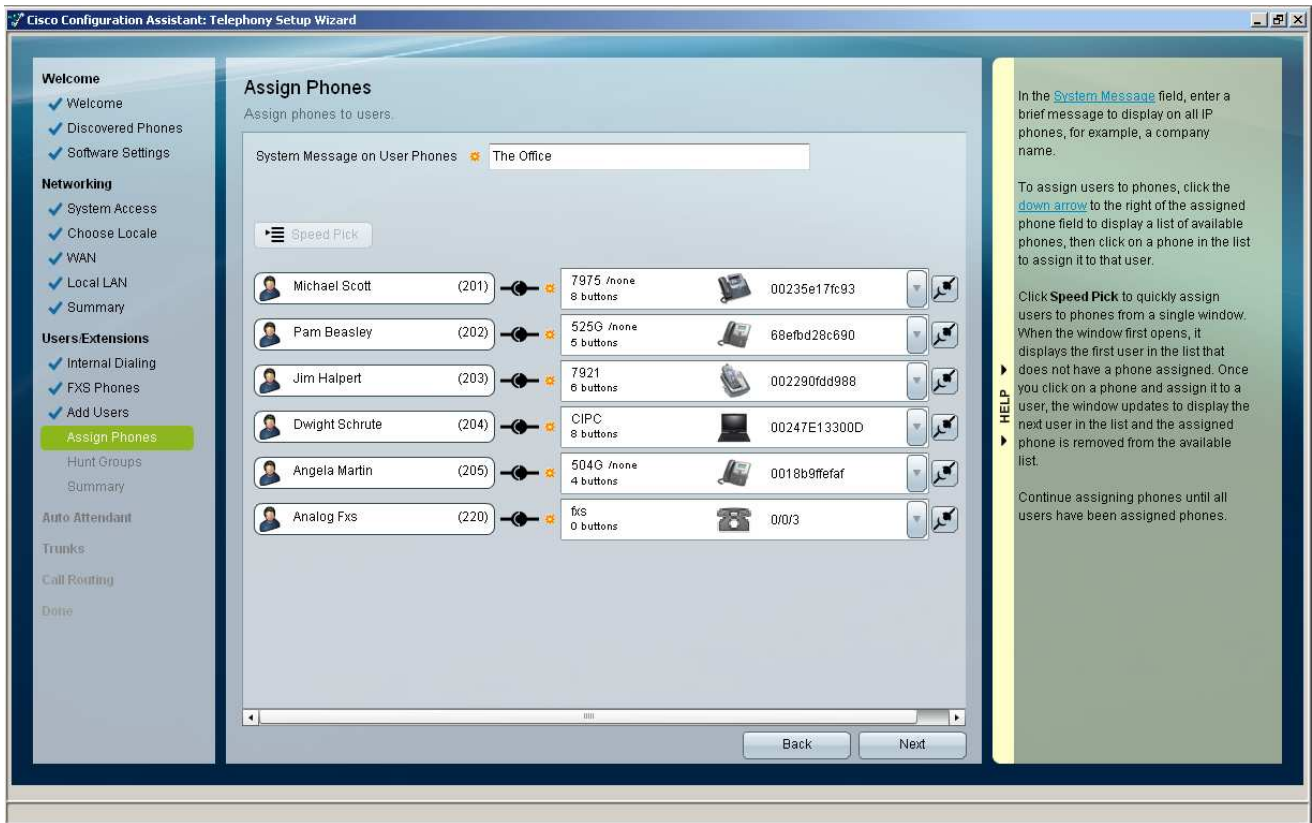 Cisco Configuration Assistant: Telephony Setup Wizard
Welcome
Welcome
Discovered Phones
Software Settings
Networking
System Access
Choose Locale
WAN
Local LAN
Summary
Users/Extensions
Internal Dialing
FXS Phones
Add Users
Assign Phones
Hunt Groups
Summary
Auto Attendant
Trunks
Call Routing
Done
Assign Phones
Assign phones to users.
System Message on User Phones The Office
Speed Pick
Michael Scott (201) 7975 /none 00235e17fc93
8 buttons
Pam Beasley (202) 525G /none 68efbd28c690
5 buttons
Jim Halpert (203) 7921 002290fdd988
6 buttons
Dwight Schrute (204) CIPC 00247E13300D
8 buttons
Angela Martin (205) 504G /none 0018b9ffefaf
4 buttons
Analog Fxs (220) fxs 0/0/3
0 buttons
Back Next
HELP
In the System Message field, enter a
brief message to display on all IP
phones, for example, a company
name.
To assign users to phones, click the
down arrow to the right of the assigned
phone field to display a list of available
phones, then click on a phone in the list
to assign it to that user.
Click Speed Pick to quickly assign
users to phones from a single window.
When the window first opens, it
displays the first user in the list that
does not have a phone assigned. Once
you click on a phone and assign it to a
user, the window updates to display the
next user in the list and the assigned
phone is removed from the available
list.
Continue assigning phones until all
users have been assigned phones.